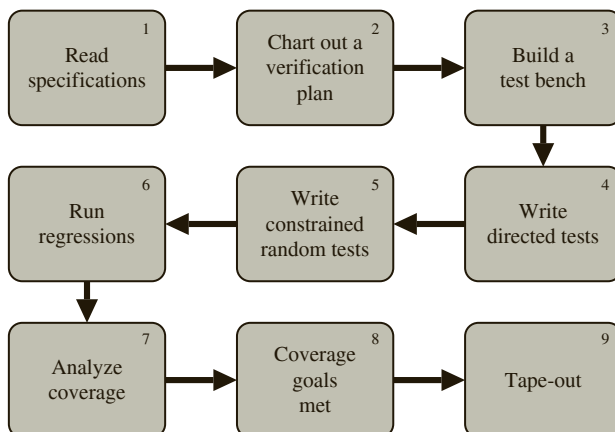 1
Read
specifications
2
Chart out a
verification
plan
3
Build a
test bench
4
Write
directed tests
5
Write
constrained
random tests
6
Run
regressions
7
Analyze
coverage
8
Coverage
goals
met
9
Tape-out